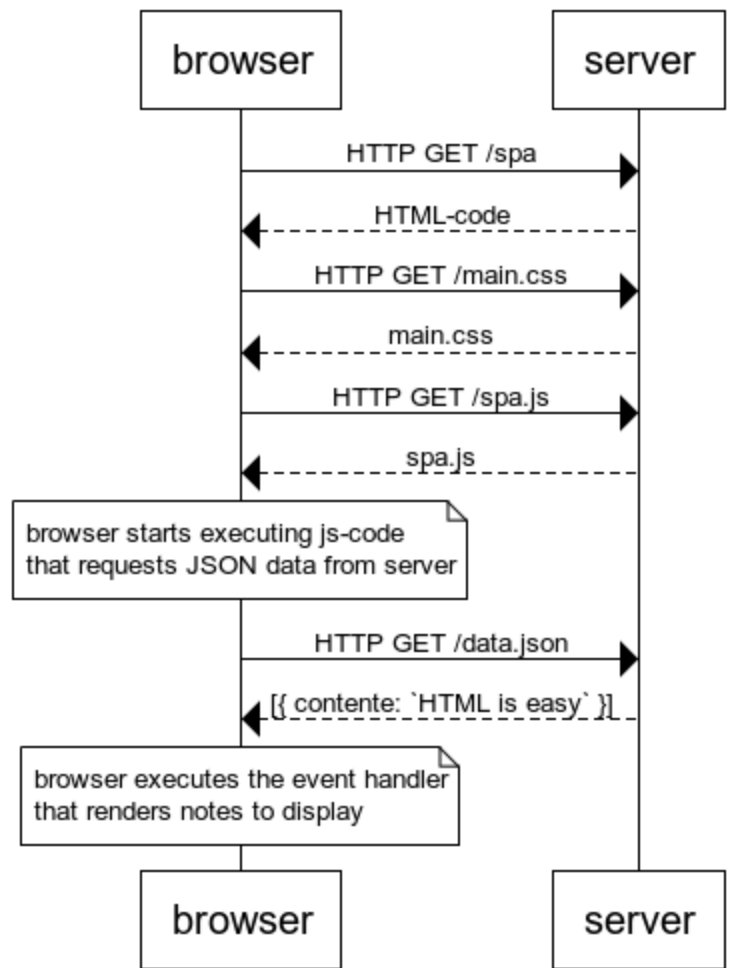 browser
server
HTTP GET /spa
HTML-code
HTTP GET /main.css
main.css
HTTP GET /spa.js
spa.js
browser starts executing js-code
that requests JSON data from server
HTTP GET /data.json
[{ contente: `HTML is easy` }]
browser executes the event handler
that renders notes to display
browser
server